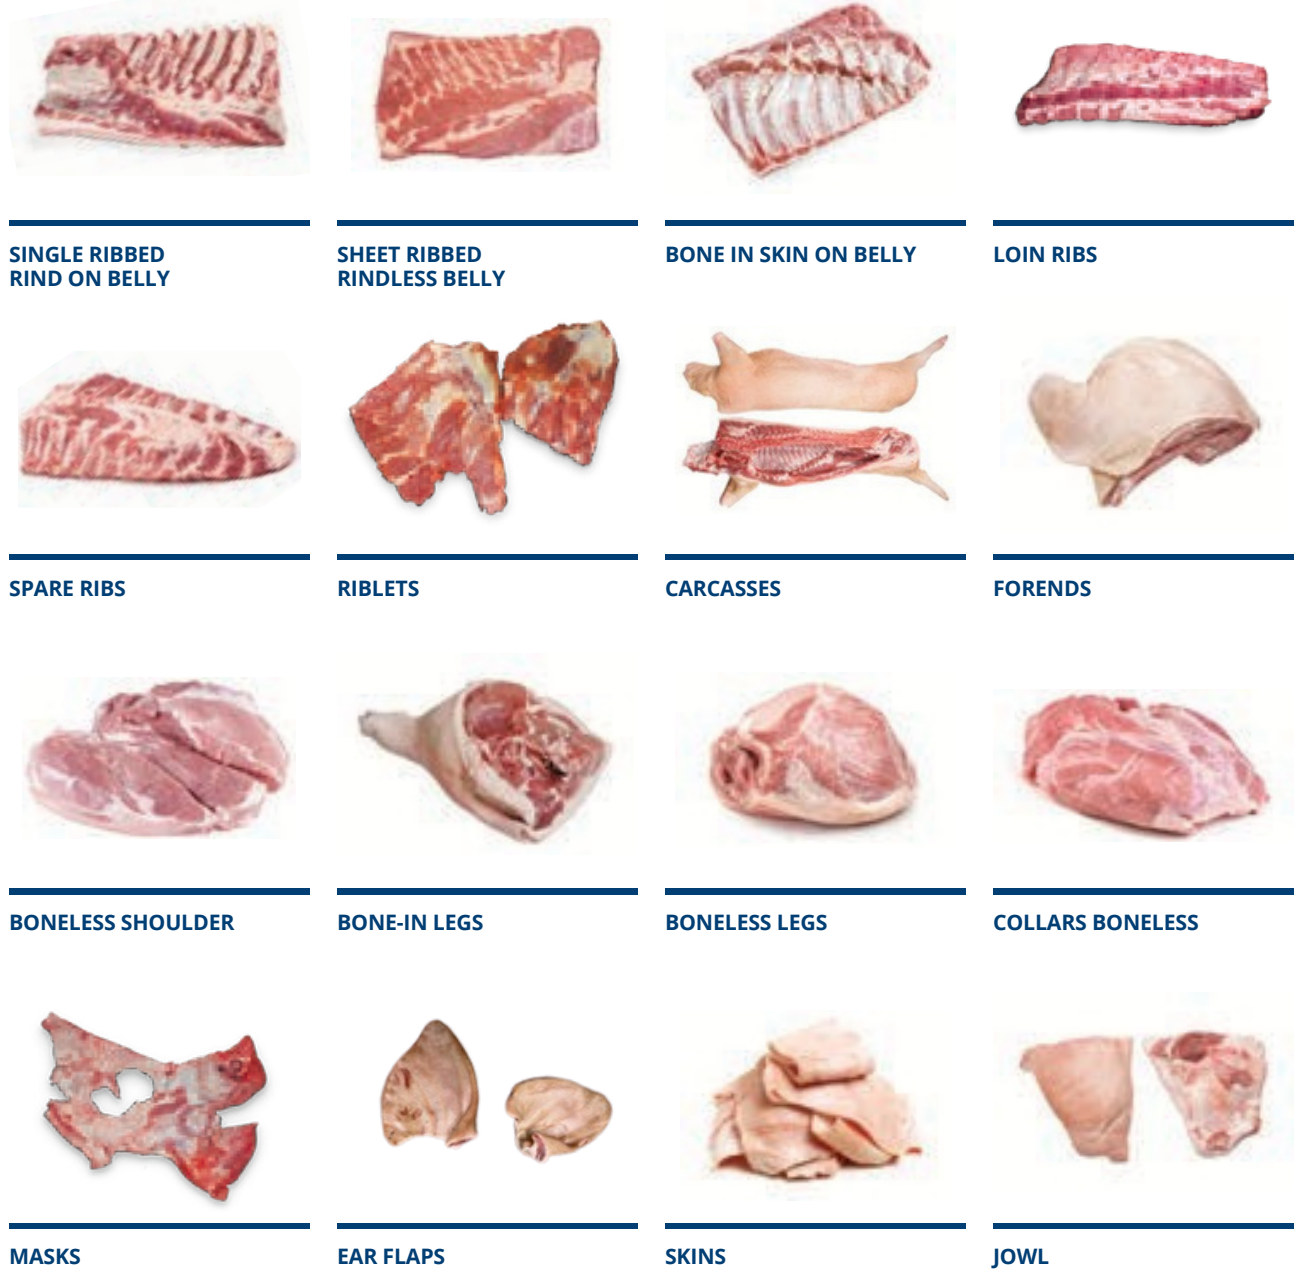 SINGLE RIBBED
RIND ON BELLY
SHEET RIBBED
RINDLESS BELLY
BONE IN SKIN ON BELLY
LOIN RIBS
SPARE RIBS
RIBLETS
CARCASSES
FORENDS
BONELESS SHOULDER
BONE-IN LEGS
BONELESS LEGS
COLLARS BONELESS
MASKS
EAR FLAPS
SKINS
JOWL